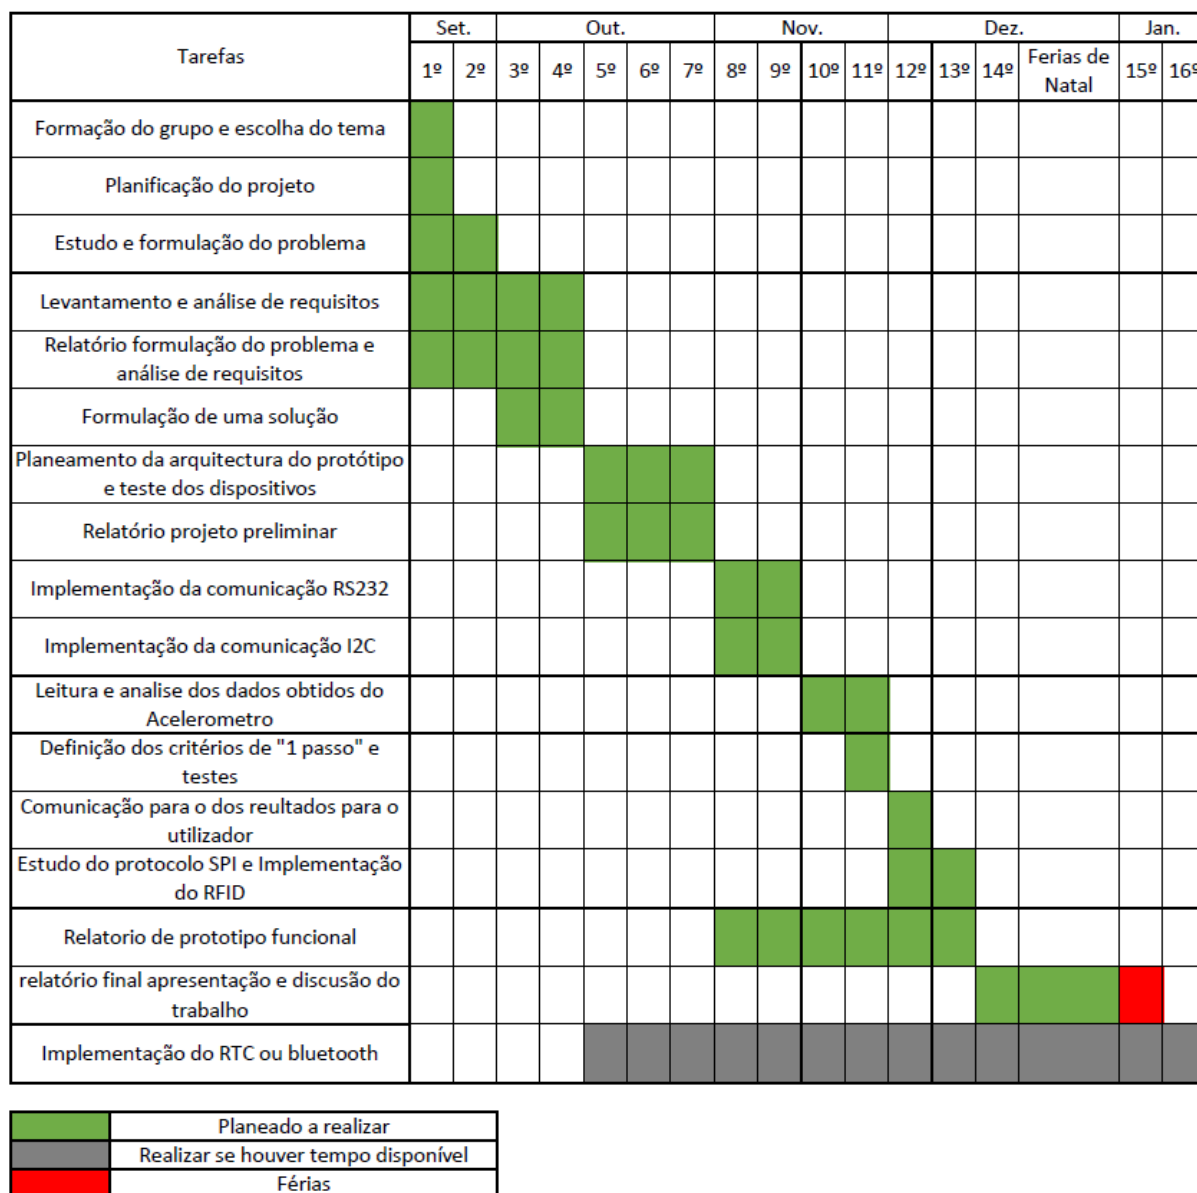 Tarefas
Set. Out. Nov. Dez. Jan.
1º 2º 3º 4º 5º 6º 7º 8º 9º 10º 11º 12º 13º 14º Ferias de Natal 15º 16º
Formação do grupo e escolha do tema
Planificação do projeto
Estudo e formulação do problema
Levantamento e análise de requisitos
Relatório formulação do problema e
análise de requisitos
Formulação de uma solução
Planeamento da arquitectura do protótipo
e teste dos dispositivos
Relatório projeto preliminar
Implementação da comunicação RS232
Implementação da comunicação I2C
Leitura e analise dos dados obtidos do
Acelerometro
Definição dos critérios de "1 passo" e
testes
Comunicação para o dos reultados para o
utilizador
Estudo do protocolo SPI e Implementação
do RFID
Relatorio de prototipo funcional
relatório final apresentação e discusão do
trabalho
Implementação do RTC ou bluetooth
Planeado a realizar
Realizar se houver tempo disponível
Férias